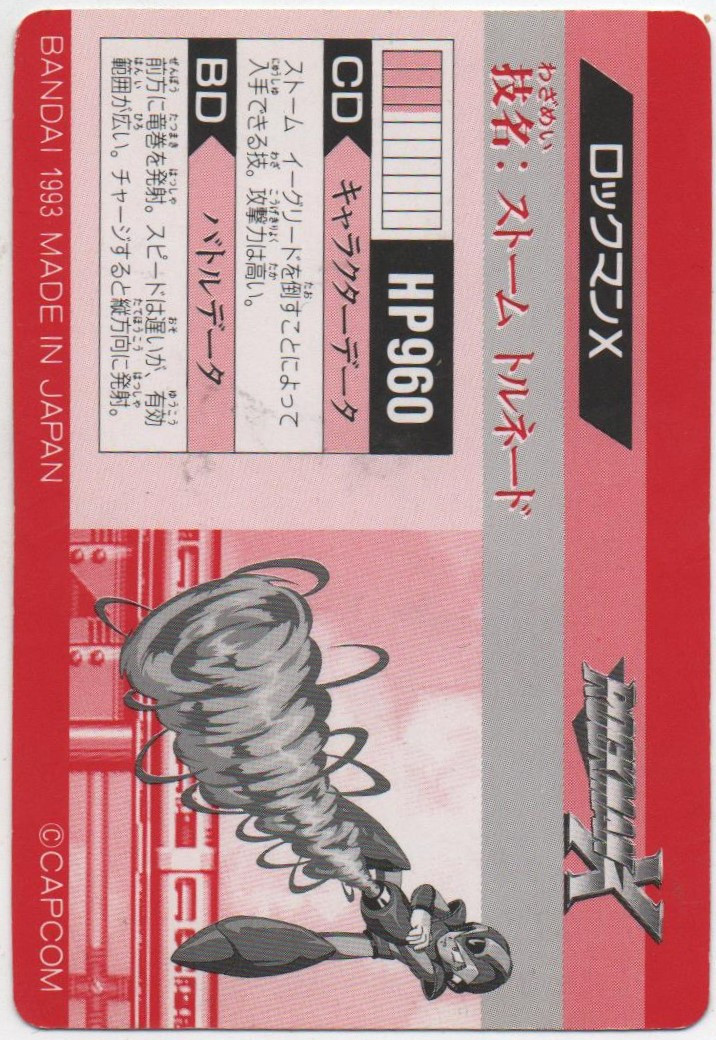 ロックマンX
ROCKMAN X
わざめい
技名：ストーム トルネード
HP960
CD キャラクターデータ
ストーム イーグリードを倒すことによって
入手できる技。攻撃力は高い。
BD バトルデータ
前方に竜巻を発射。スピードは遅いが、有効
範囲が広い。チャージすると縦方向に発射。
BANDAI 1993 MADE IN JAPAN
©CAPCOM